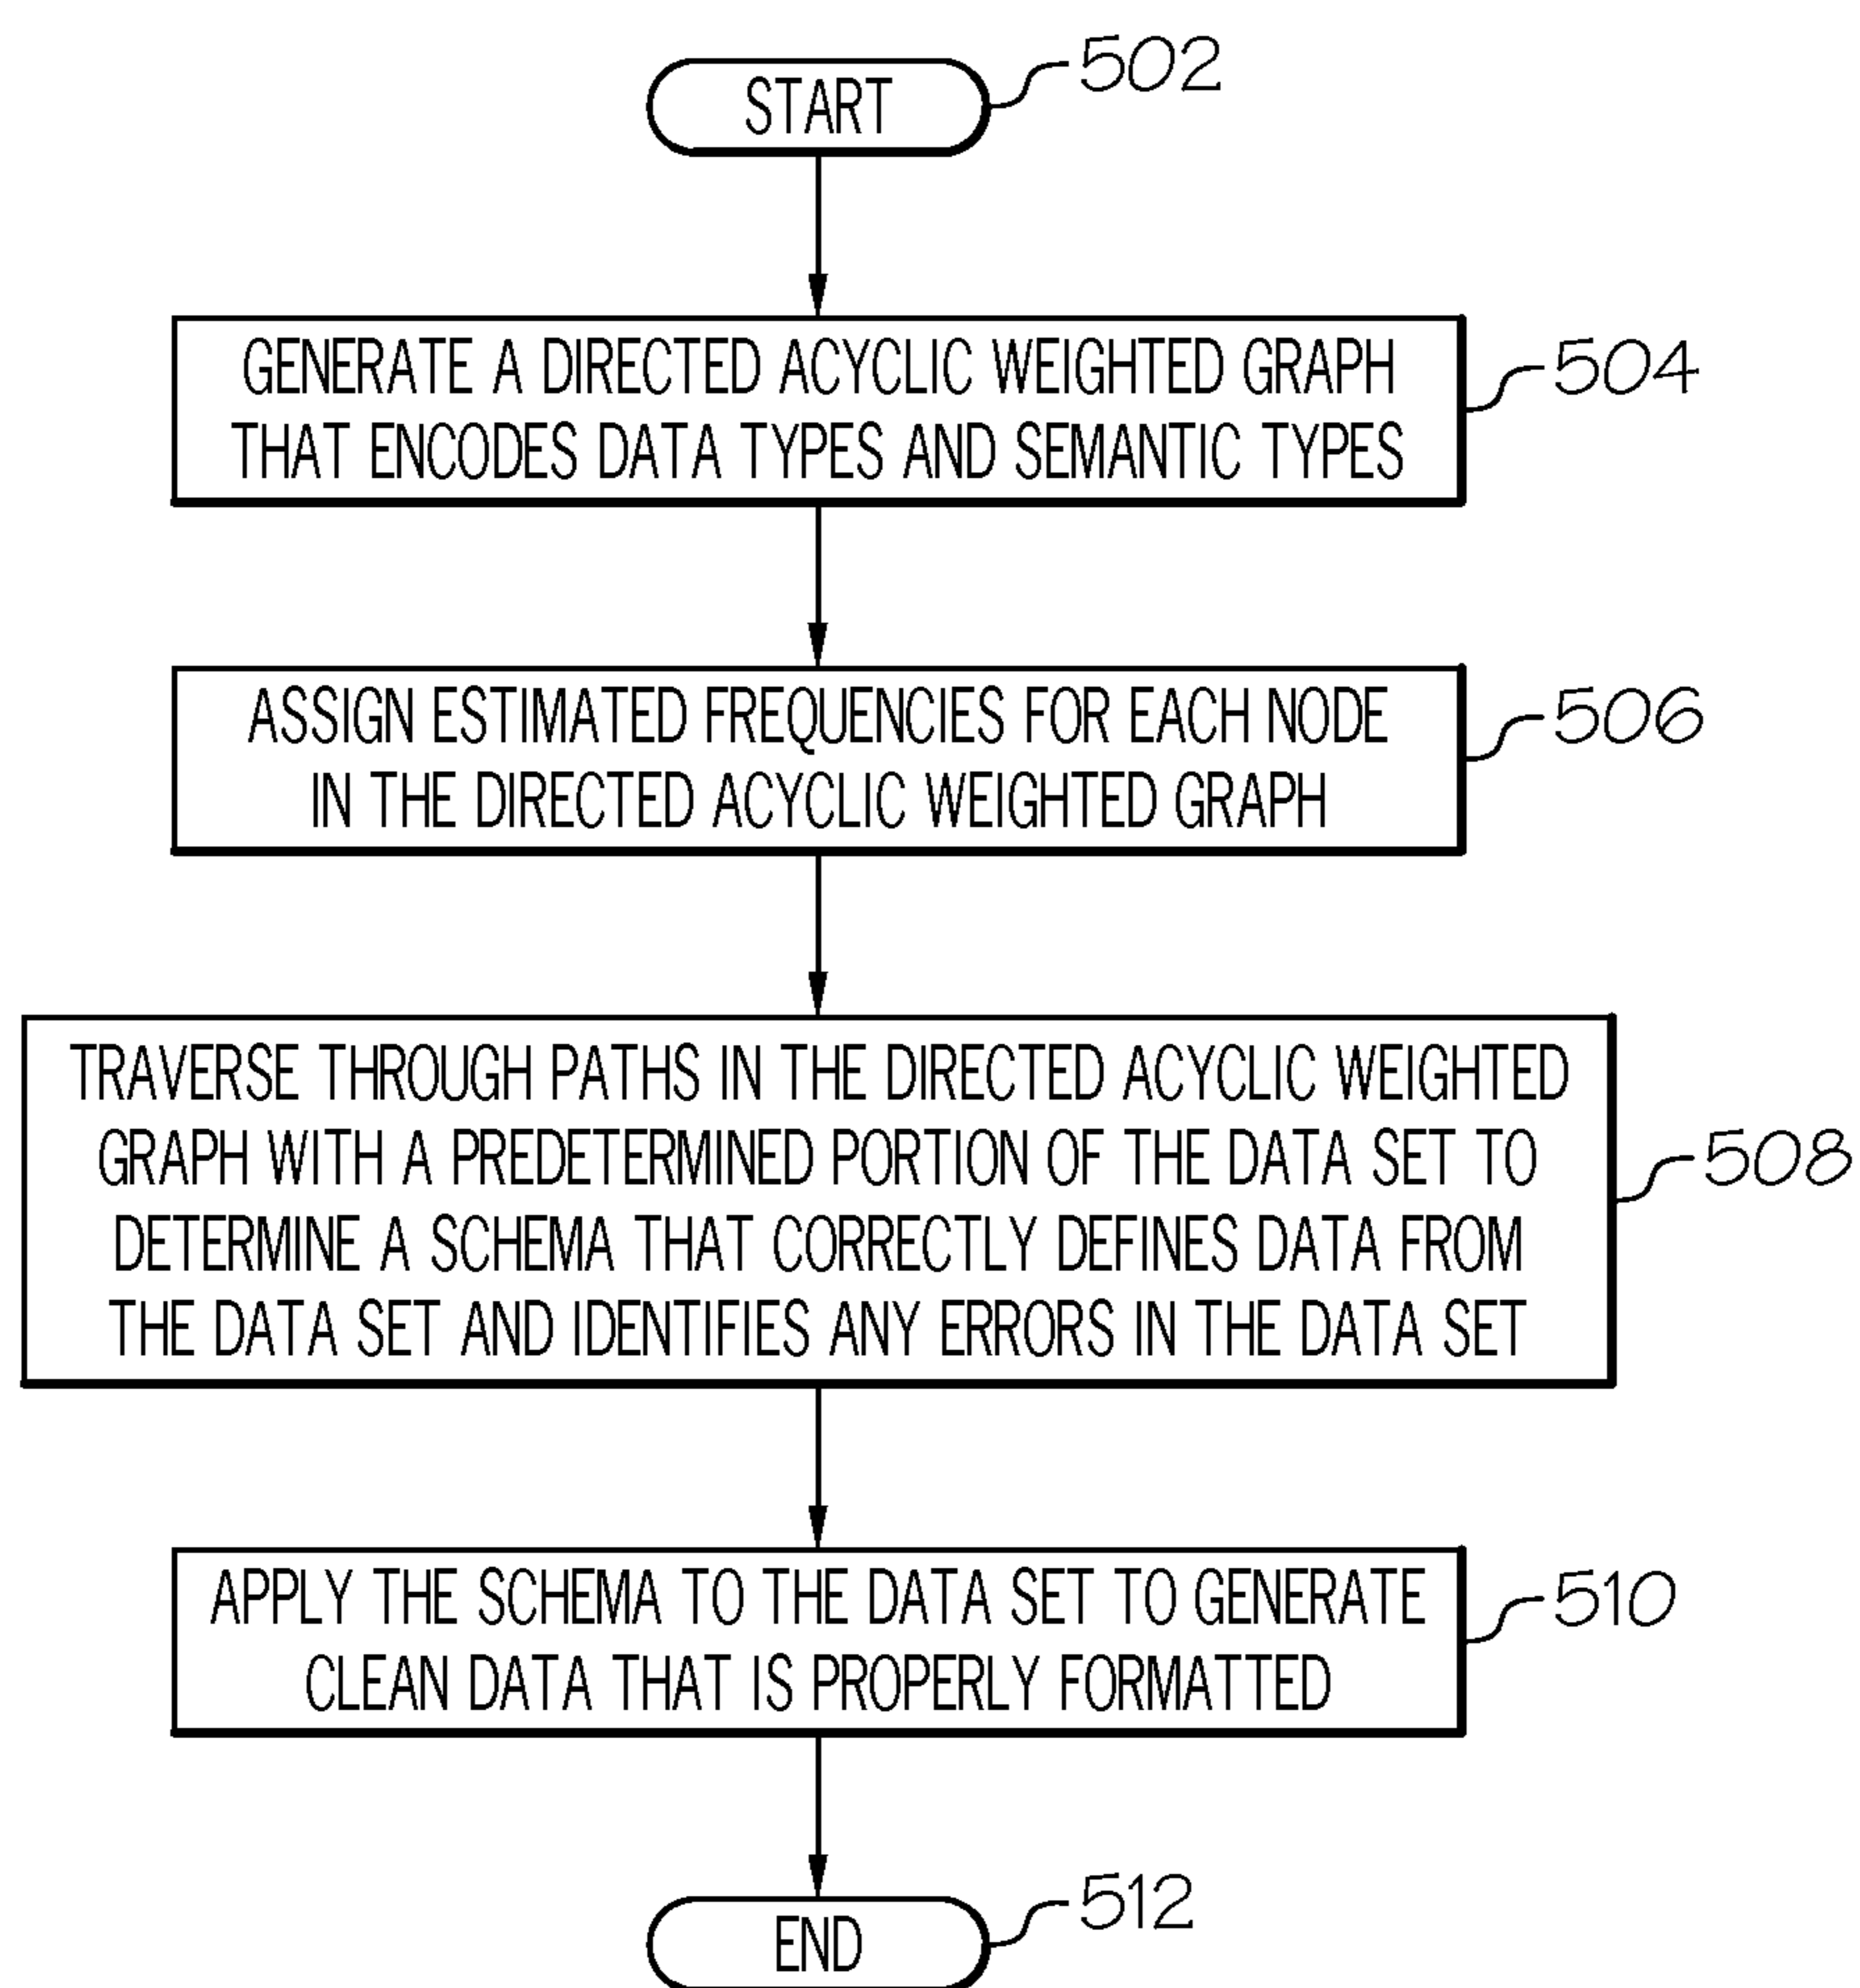 START
502
GENERATE A DIRECTED ACYCLIC WEIGHTED GRAPH
THAT ENCODES DATA TYPES AND SEMANTIC TYPES
504
ASSIGN ESTIMATED FREQUENCIES FOR EACH NODE
IN THE DIRECTED ACYCLIC WEIGHTED GRAPH
506
TRAVERSE THROUGH PATHS IN THE DIRECTED ACYCLIC WEIGHTED
GRAPH WITH A PREDETERMINED PORTION OF THE DATA SET TO
DETERMINE A SCHEMA THAT CORRECTLY DEFINES DATA FROM
THE DATA SET AND IDENTIFIES ANY ERRORS IN THE DATA SET
508
APPLY THE SCHEMA TO THE DATA SET TO GENERATE
CLEAN DATA THAT IS PROPERLY FORMATTED
510
END
512